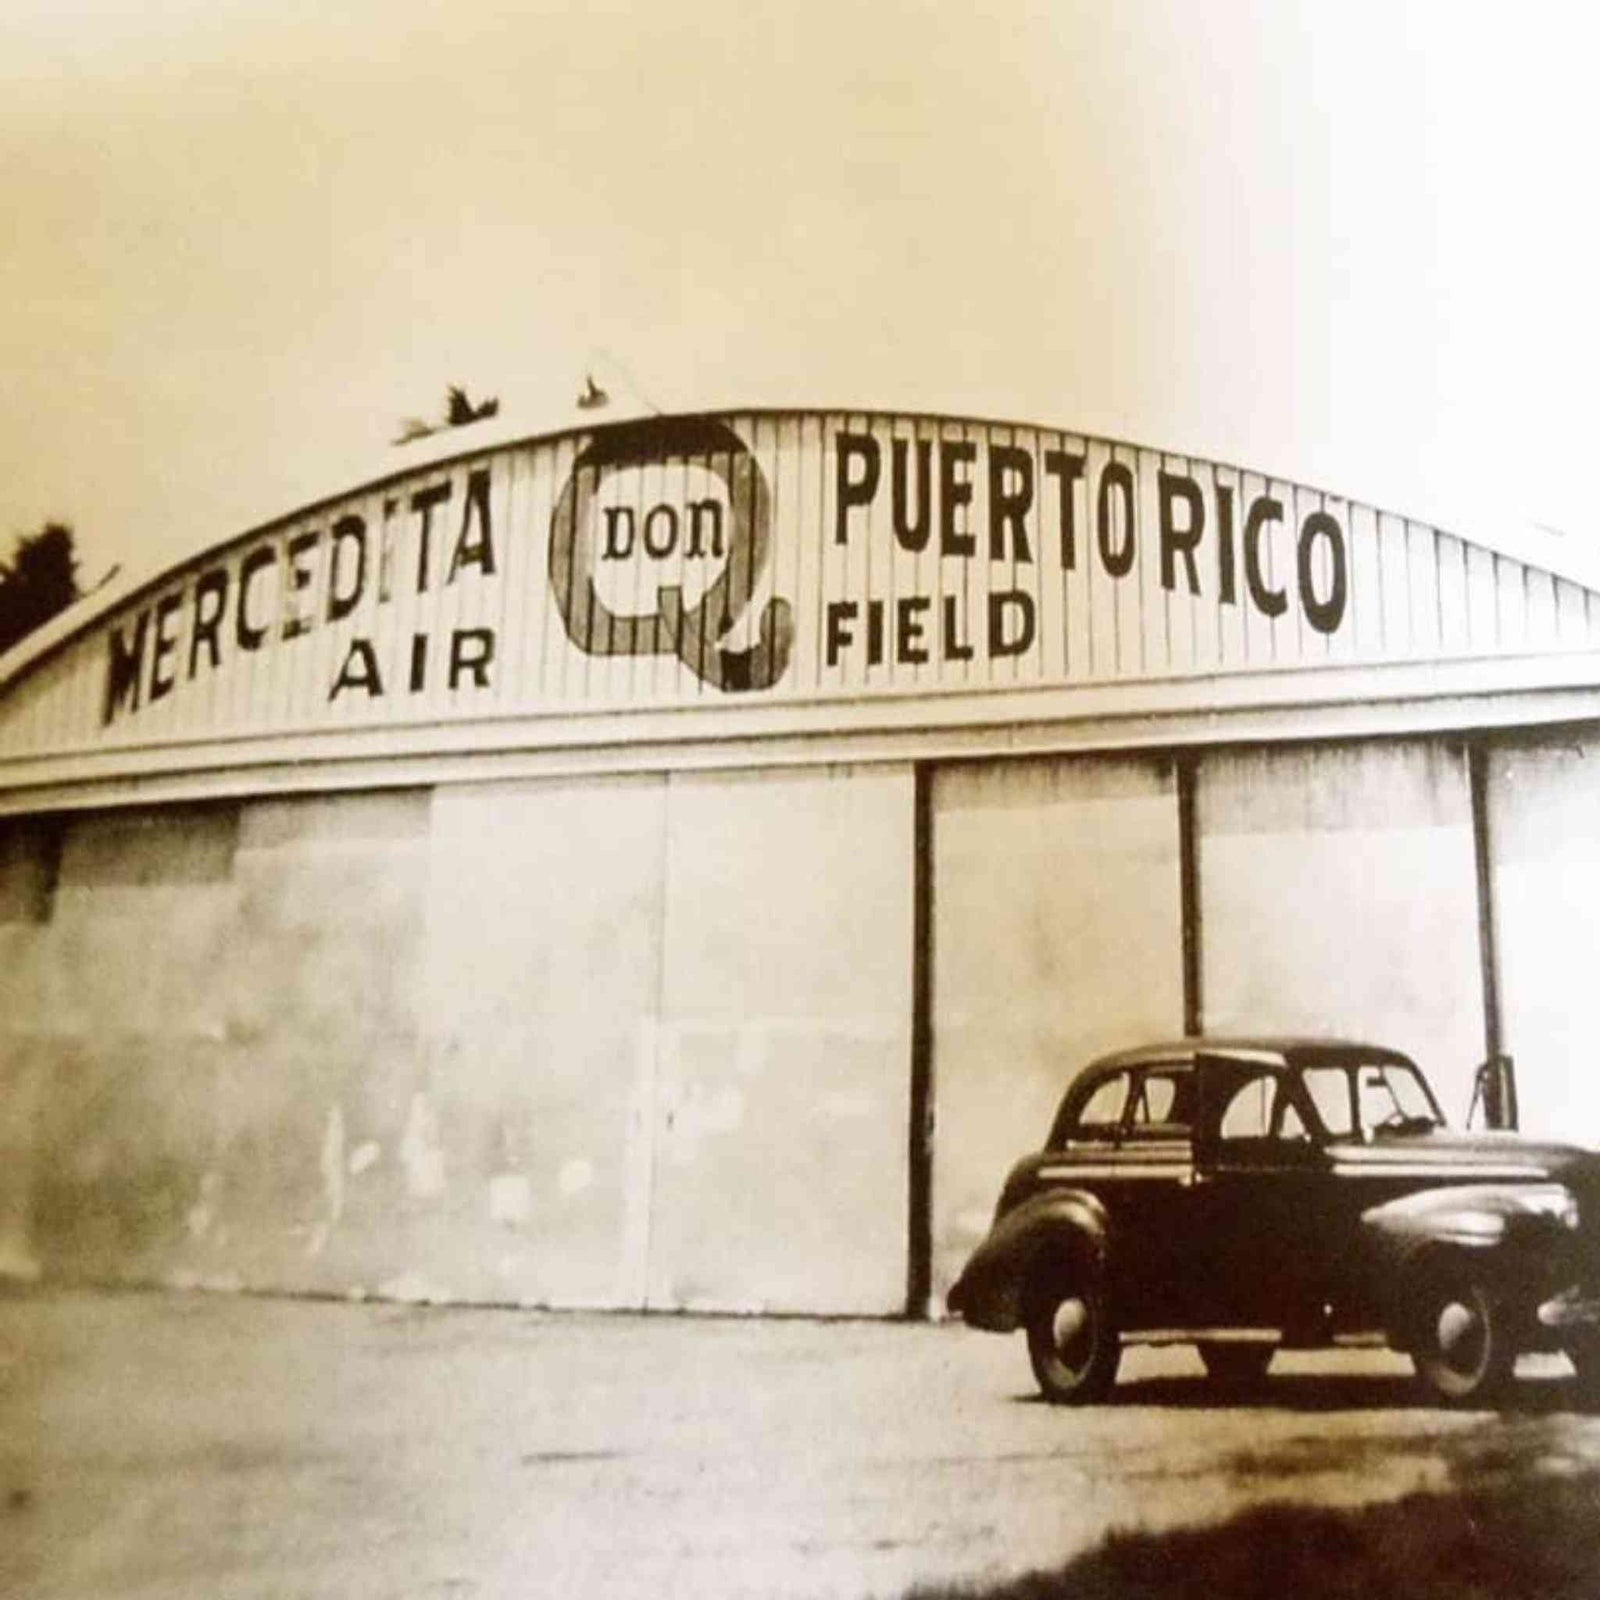 MERCEDITA DON Q PUERTO RICO
AIR FIELD